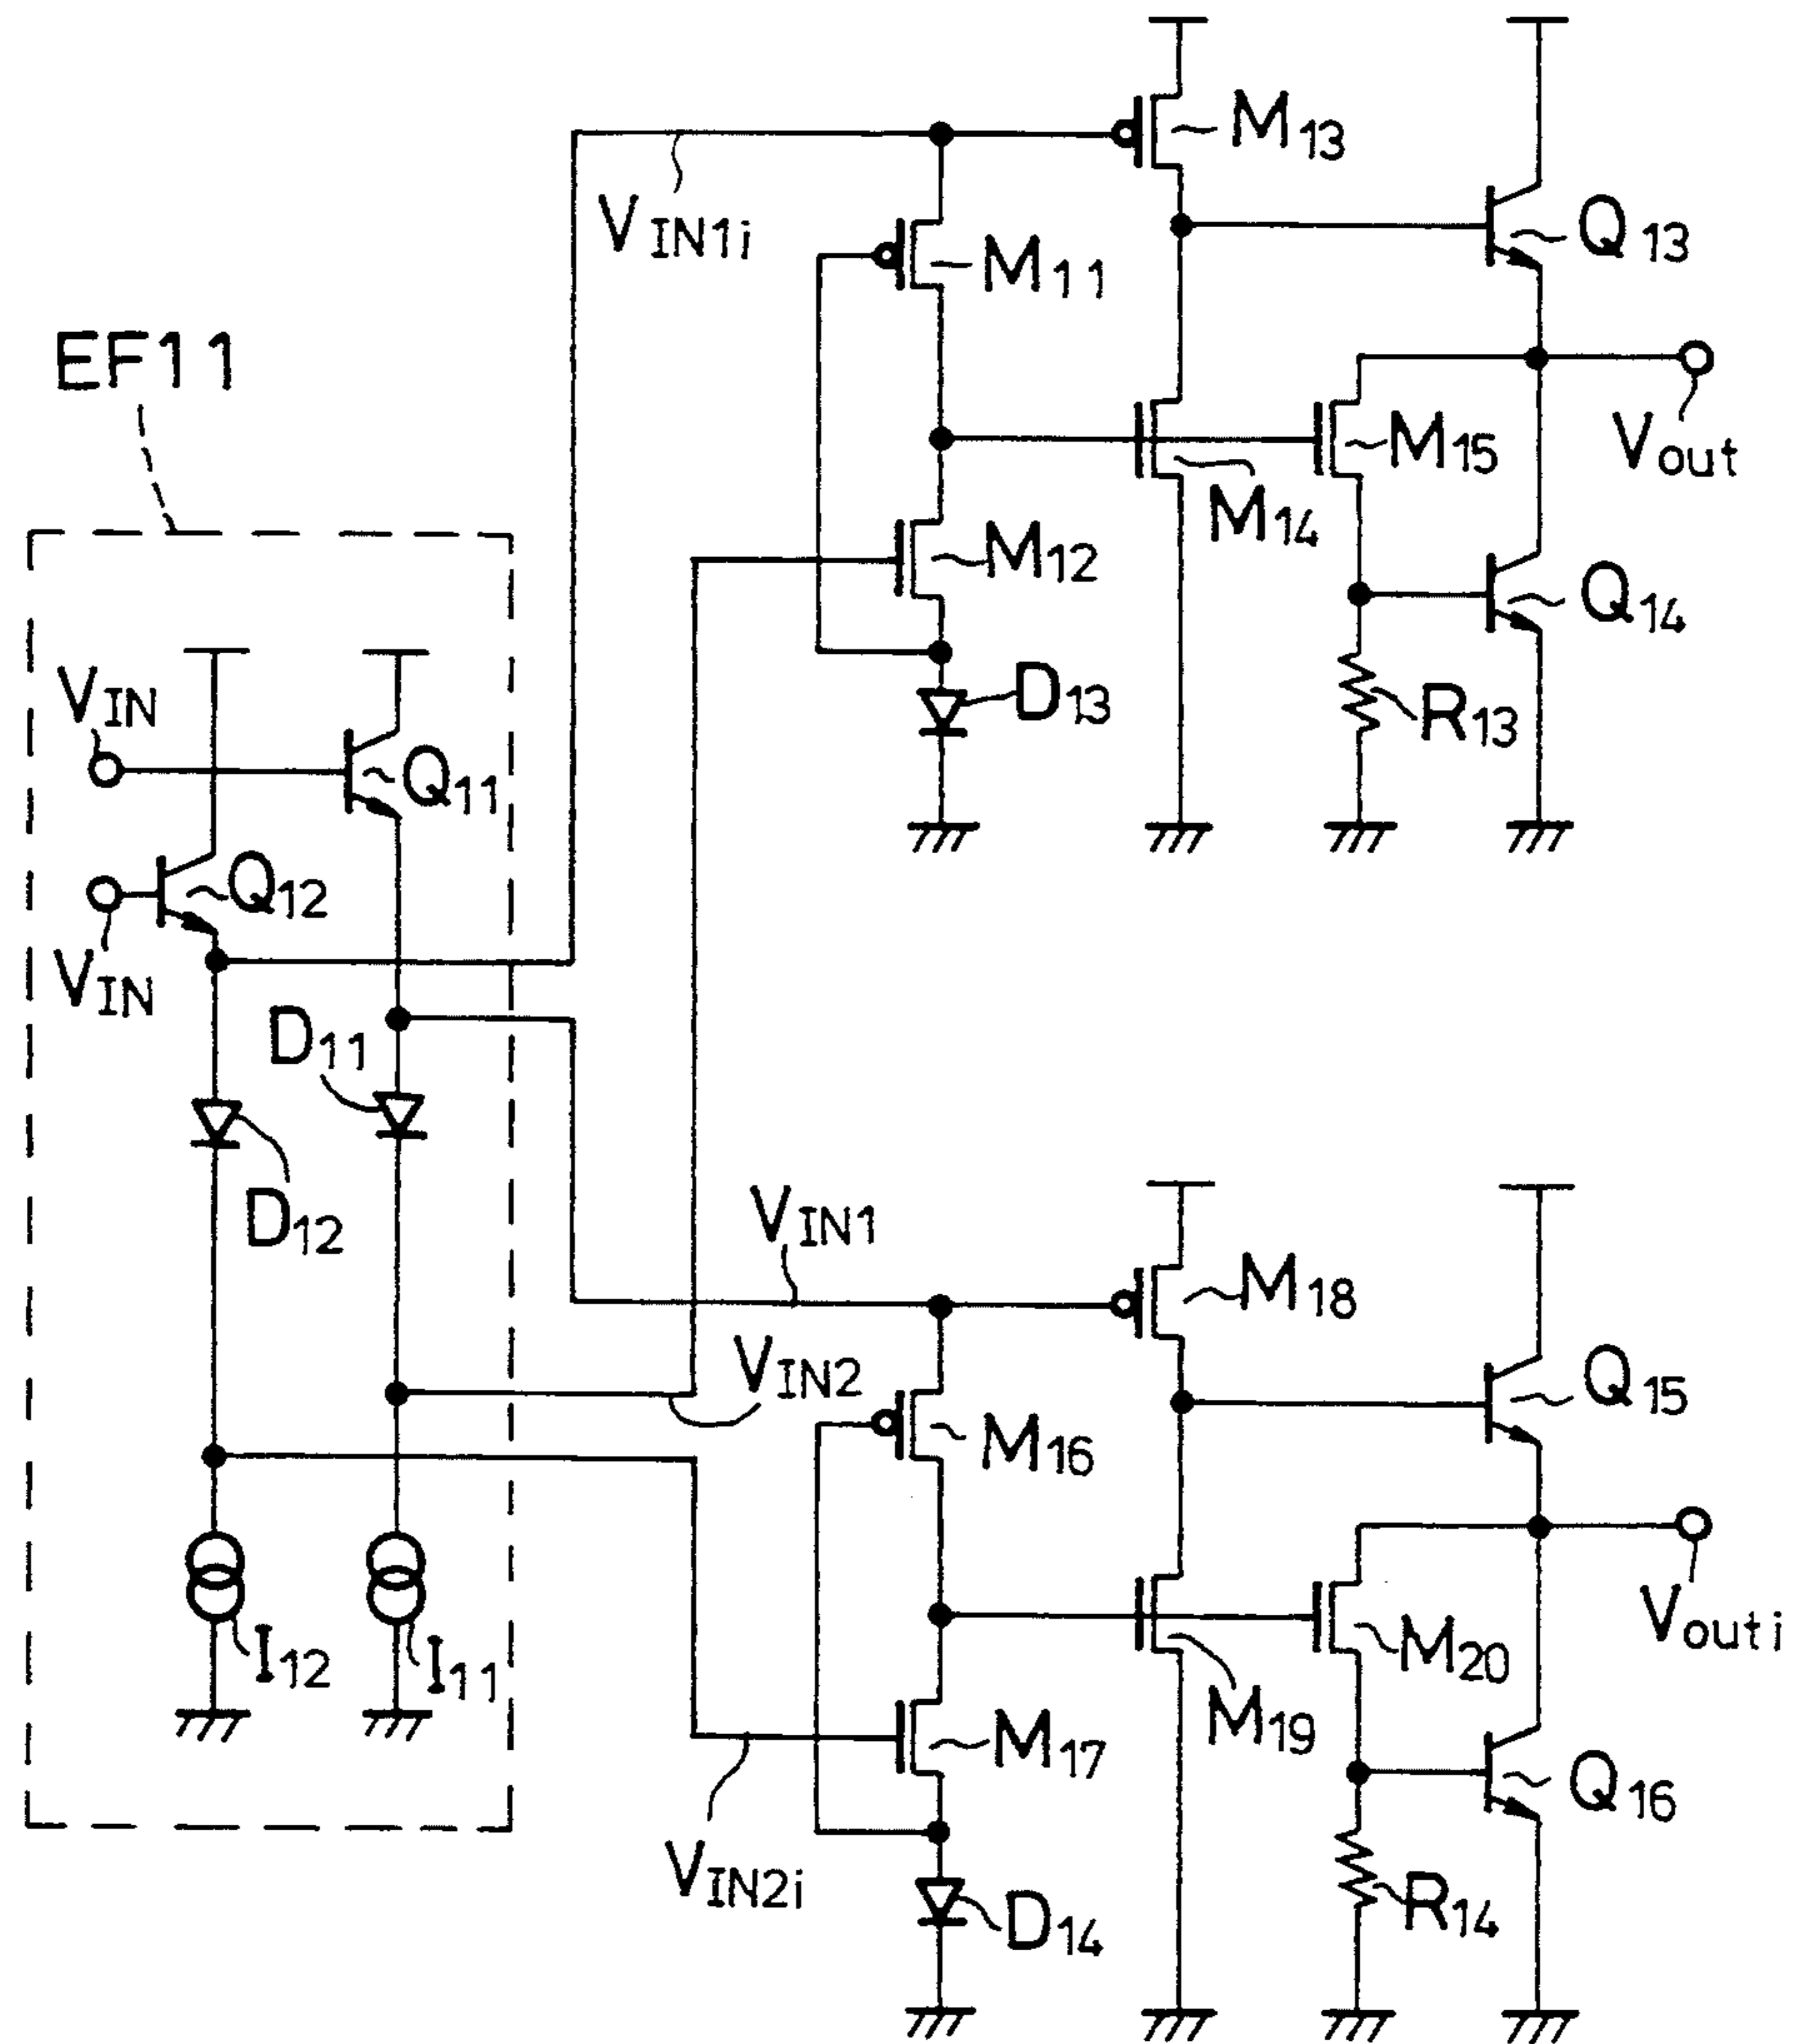 M13
Q13
VIN1i
M11
EF11
M15
Vout
M14
M12
Q14
D13
R13
VIN
Q11
Q12
VIN
D11
D12
VIN1
M18
VIN2
Q15
M16
Vouti
M20
I12
I11
M19
M17
Q16
VIN2i
D14
R14